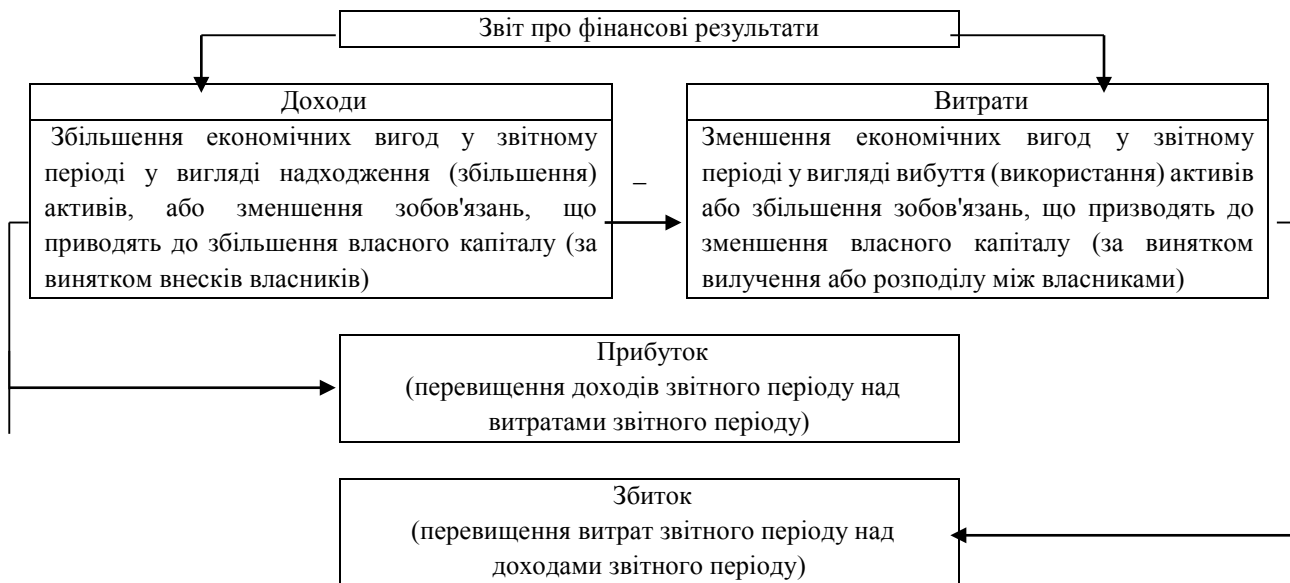 Звіт про фінансові результати
Доходи
Збільшення економічних вигод у звітному
періоді у вигляді надходження (збільшення)
активів, або зменшення зобов'язань, що
приводять до збільшення власного капіталу (за
винятком внесків власників)
–
Витрати
Зменшення економічних вигод у звітному
періоді у вигляді вибуття (використання) активів
або збільшення зобов'язань, що призводять до
зменшення власного капіталу (за винятком
вилучення або розподілу між власниками)
Прибуток
(перевищення доходів звітного періоду над
витратами звітного періоду)
Збиток
(перевищення витрат звітного періоду над
доходами звітного періоду)